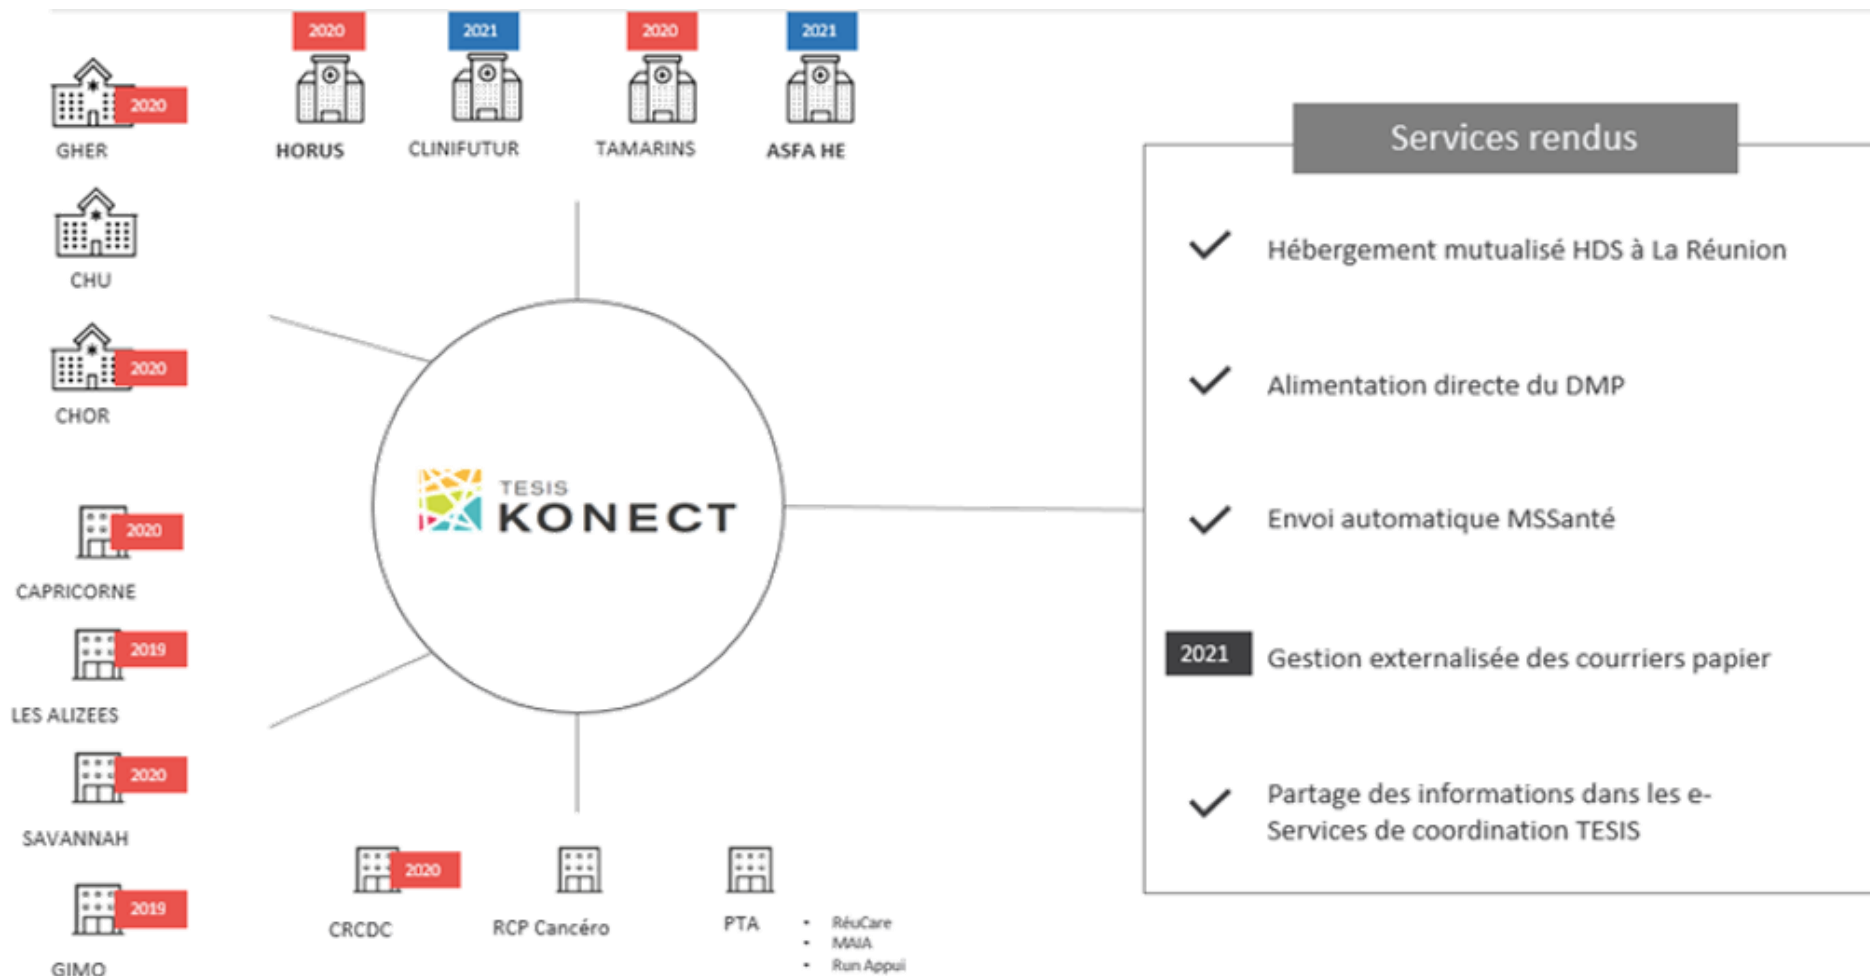 2020
2021
2020
2021
HORUS
CLINIFUTUR
TAMARINS
ASFA HE
2020
GHER
CHU
2020
CHOR
2020
CAPRICORNE
2019
LES ALIZEES
2020
SAVANNAH
2019
GIMO
TESIS
KONECT
2020
CRCDC
RCP Cancéro
PTA
• RéuCare
• MAIA
• Run Appui
Services rendus
Hébergement mutualisé HDS à La Réunion
Alimentation directe du DMP
Envoi automatique MSSanté
2021 Gestion externalisée des courriers papier
Partage des informations dans les e-
Services de coordination TESIS